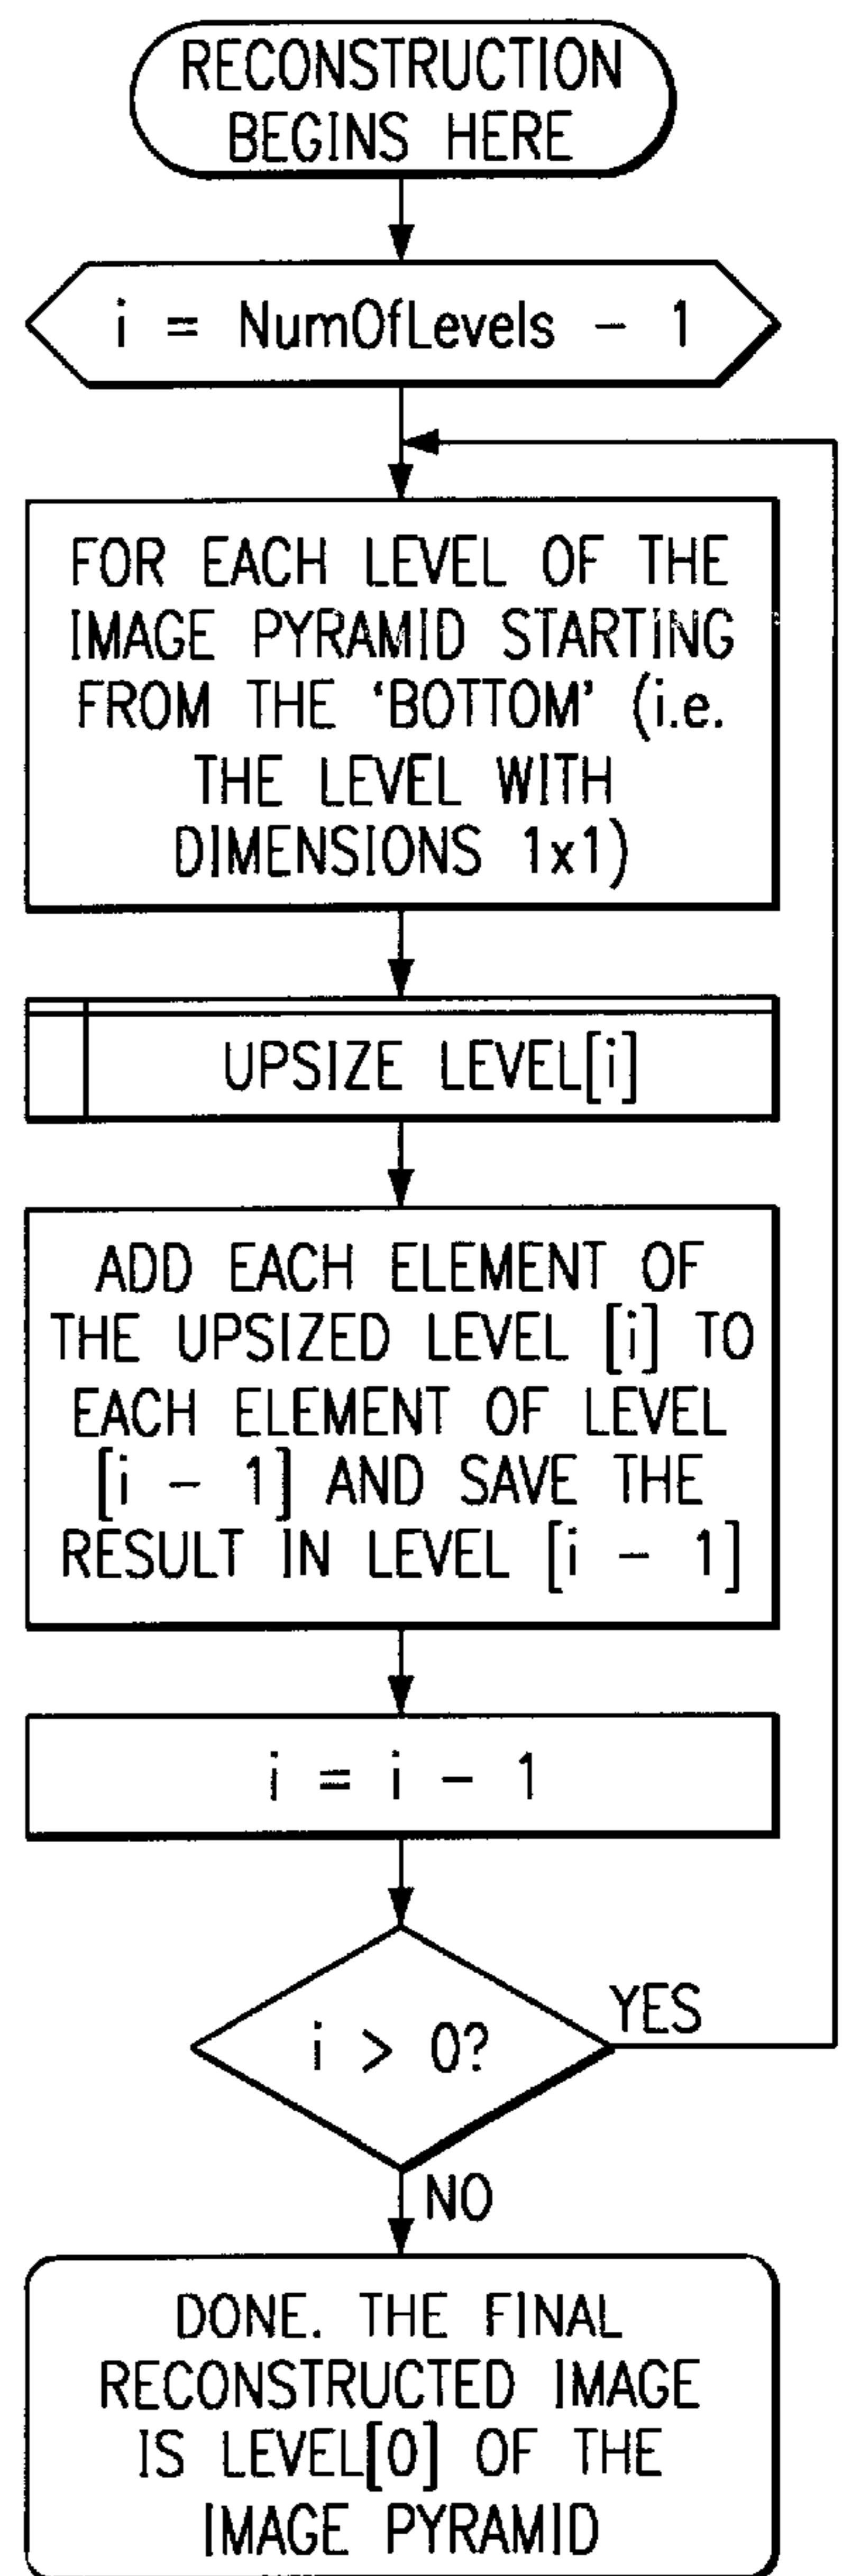 RECONSTRUCTION
BEGINS HERE
i = NumOfLevels - 1
FOR EACH LEVEL OF THE
IMAGE PYRAMID STARTING
FROM THE ‘BOTTOM’ (i.e.
THE LEVEL WITH
DIMENSIONS 1x1)
UPSIZE LEVEL[i]
ADD EACH ELEMENT OF
THE UPSIZED LEVEL [i] TO
EACH ELEMENT OF LEVEL
[i - 1] AND SAVE THE
RESULT IN LEVEL [i - 1]
i = i - 1
i > 0?
YES
NO
DONE. THE FINAL
RECONSTRUCTED IMAGE
IS LEVEL[0] OF THE
IMAGE PYRAMID